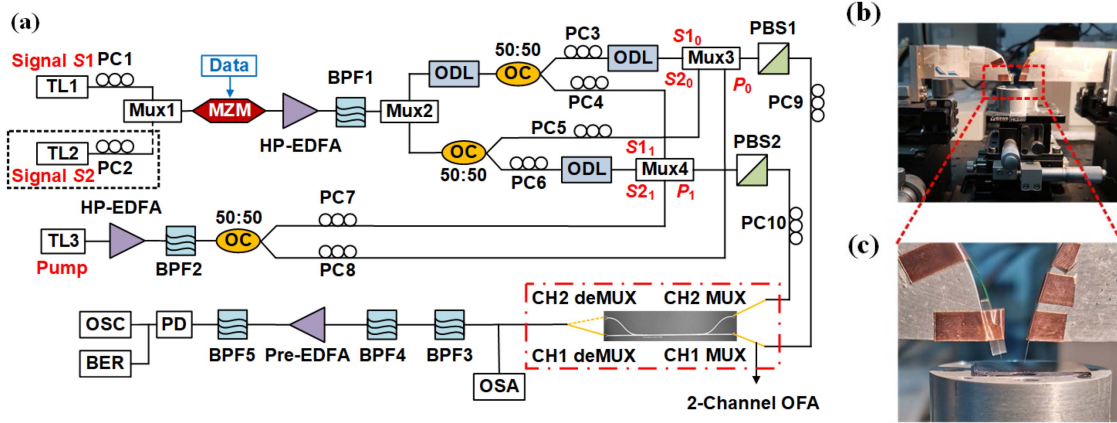 (a)
Signal S1
PC1
TL1
Data
Mux1
MZM
HP-EDFA
BPF1
TL2
PC2
Signal S2
Mux2
ODL
50:50
OC
PC3
ODL
PC4
S1₀
Mux3
S2₀
P₀
PBS1
PC9
OC
50:50
PC5
PC6
ODL
S1₁
Mux4
S2₁
P₁
PBS2
PC10
HP-EDFA
TL3
Pump
BPF2
50:50
OC
PC7
PC8
CH2 deMUX
CH2 MUX
CH1 deMUX
CH1 MUX
2-Channel OFA
OSC
BER
PD
BPF5
Pre-EDFA
BPF4
BPF3
OSA
(b)
(c)